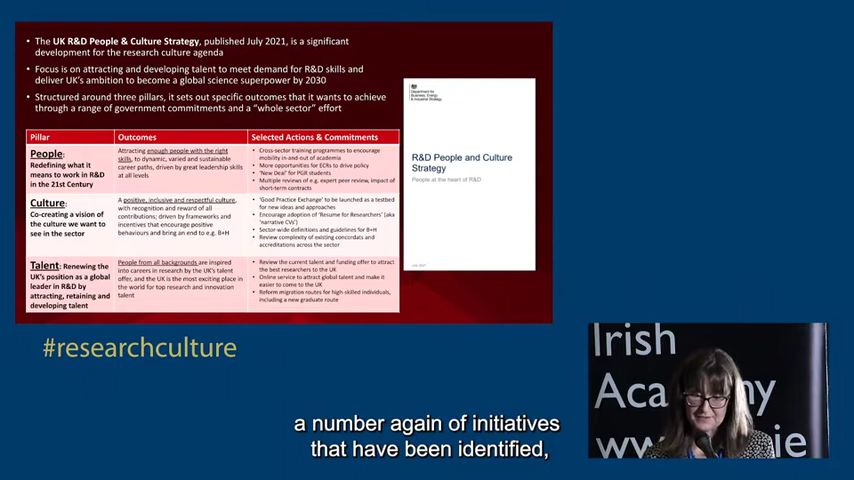 • The UK R&D People & Culture Strategy, published July 2021, is a significant
development for the research culture agenda
• Focus is on attracting and developing talent to meet demand for R&D skills and
deliver UK's ambition to become a global science superpower by 2030
• Structured around three pillars, it sets out specific outcomes that it wants to achieve
through a range of government commitments and a "whole sector" effort
Pillar
Outcomes
Selected Actions & Commitments
People:
Redefining what it
means to work in R&D
in the 21st Century
Attracting enough people with the right
skills, to dynamic, varied and sustainable
career paths, driven by great leadership skills
at all levels
• Cross-sector training programmes to encourage
mobility in-and-out of academia
• More opportunities for ECRs to drive policy
• 'New Deal' for PGR students
• Multiple reviews of e.g. expert peer review, impact of
short-term contracts
Culture:
Co-creating a vision of
the culture we want to
see in the sector
A positive, inclusive and respectful culture,
with recognition and reward of all
contributions; driven by frameworks and
incentives that encourage positive
behaviours and bring an end to e.g. B+H
• 'Good Practice Exchange' to be launched as a testbed
for new ideas and approaches
• Encourage adoption of 'Resume for Researchers' (aka
'narrative CVs')
• Sector-wide definitions and guidelines for B+H
• Review complexity of existing concordats and
accreditations across the sector
Talent: Renewing the
UK's position as a global
leader in R&D by
attracting, retaining and
developing talent
People from all backgrounds are inspired
into careers in research by the UK's talent
offer, and the UK is the most exciting place in
the world for top research and innovation
talent
• Review the current talent and funding offer to attract
the best researchers to the UK
• Online service to attract global talent and make it
easier to come to the UK
• Reform migration routes for high-skilled individuals,
including a new graduate route
Department for
Business, Energy
& Industrial Strategy
R&D People and Culture
Strategy
People at the heart of R&D
July 2021
#researchculture
Irish
Aca my
ww ie
a number again of initiatives
that have been identified,